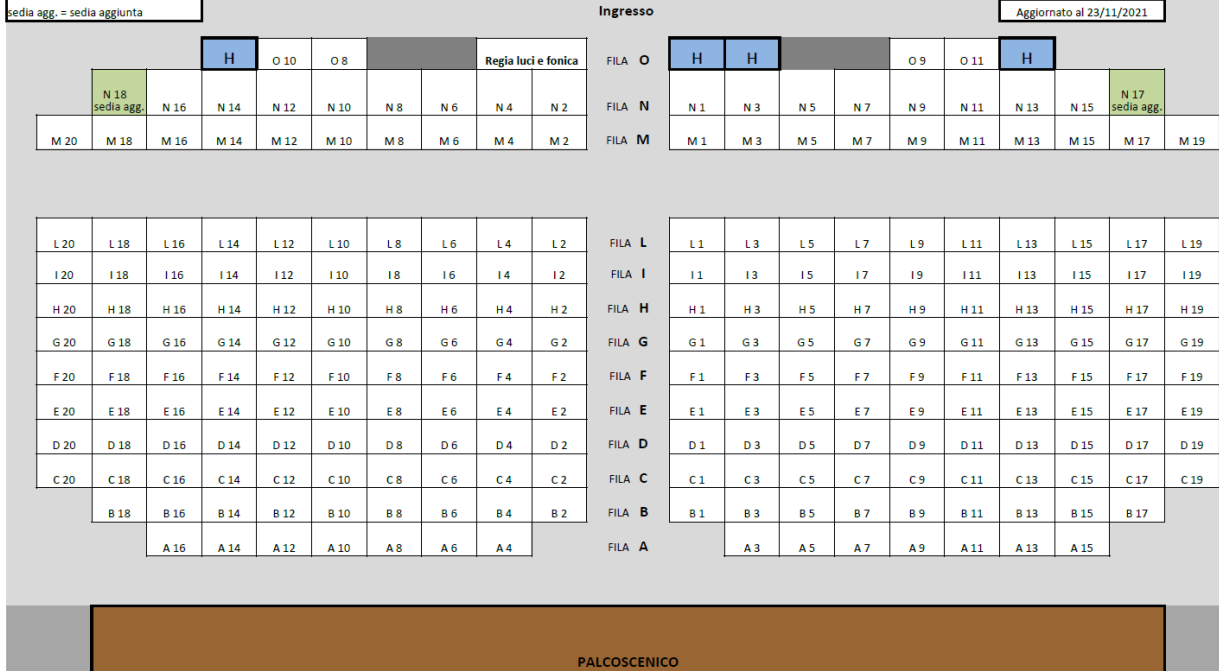 sedia agg. = sedia aggiunta Ingresso Aggiornato al 23/11/2021
H O 10 O 8 Regia luci e fonica FILA O H H O 9 O 11 H
N 18 sedia agg. N 16 N 14 N 12 N 10 N 8 N 6 N 4 N 2 FILA N N 1 N 3 N 5 N 7 N 9 N 11 N 13 N 15 N 17 sedia agg.
M 20 M 18 M 16 M 14 M 12 M 10 M 8 M 6 M 4 M 2 FILA M M 1 M 3 M 5 M 7 M 9 M 11 M 13 M 15 M 17 M 19
L 20 L 18 L 16 L 14 L 12 L 10 L 8 L 6 L 4 L 2 FILA L L 1 L 3 L 5 L 7 L 9 L 11 L 13 L 15 L 17 L 19
I 20 I 18 I 16 I 14 I 12 I 10 I 8 I 6 I 4 I 2 FILA I I 1 I 3 I 5 I 7 I 9 I 11 I 13 I 15 I 17 I 19
H 20 H 18 H 16 H 14 H 12 H 10 H 8 H 6 H 4 H 2 FILA H H 1 H 3 H 5 H 7 H 9 H 11 H 13 H 15 H 17 H 19
G 20 G 18 G 16 G 14 G 12 G 10 G 8 G 6 G 4 G 2 FILA G G 1 G 3 G 5 G 7 G 9 G 11 G 13 G 15 G 17 G 19
F 20 F 18 F 16 F 14 F 12 F 10 F 8 F 6 F 4 F 2 FILA F F 1 F 3 F 5 F 7 F 9 F 11 F 13 F 15 F 17 F 19
E 20 E 18 E 16 E 14 E 12 E 10 E 8 E 6 E 4 E 2 FILA E E 1 E 3 E 5 E 7 E 9 E 11 E 13 E 15 E 17 E 19
D 20 D 18 D 16 D 14 D 12 D 10 D 8 D 6 D 4 D 2 FILA D D 1 D 3 D 5 D 7 D 9 D 11 D 13 D 15 D 17 D 19
C 20 C 18 C 16 C 14 C 12 C 10 C 8 C 6 C 4 C 2 FILA C C 1 C 3 C 5 C 7 C 9 C 11 C 13 C 15 C 17 C 19
B 18 B 16 B 14 B 12 B 10 B 8 B 6 B 4 B 2 FILA B B 1 B 3 B 5 B 7 B 9 B 11 B 13 B 15 B 17
A 16 A 14 A 12 A 10 A 8 A 6 A 4 FILA A A 3 A 5 A 7 A 9 A 11 A 13 A 15
PALCOSCENICO